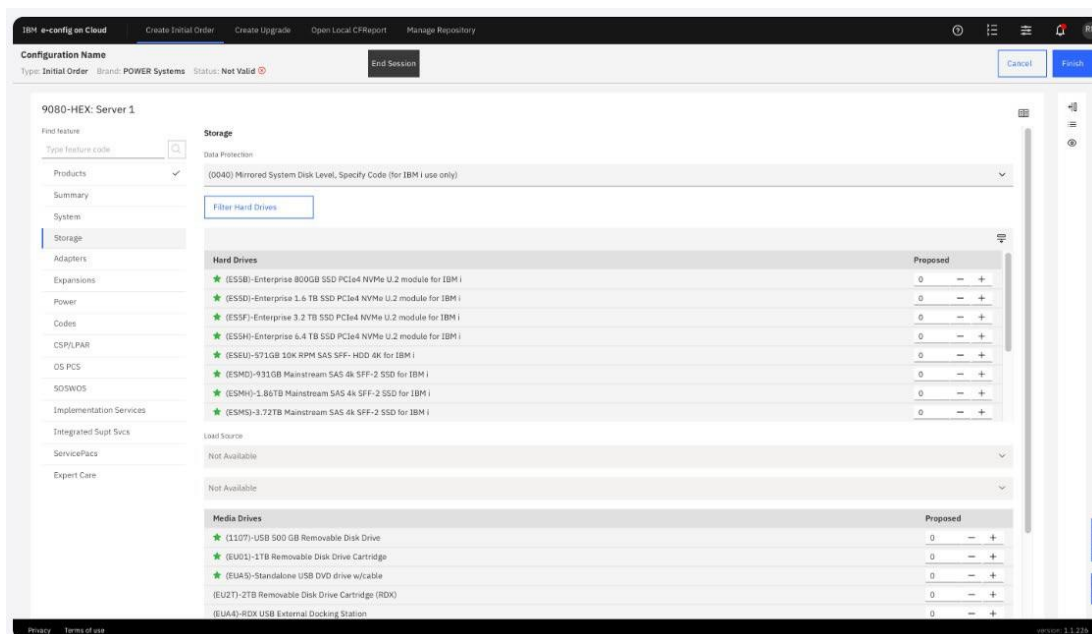 IBM e-config on Cloud Create Initial Order Create Upgrade Open Local CFReport Manage Repository
Configuration Name
Type: Initial Order Brand: POWER Systems Status: Not Valid
End Session
Cancel
Finish
9080-HEX: Server 1
Find feature
Type feature code
Products
Summary
System
Storage
Adapters
Expansions
Power
Codes
CSP/LPAR
OS PCS
SOSWOS
Implementation Services
Integrated Supt Svcs
ServicePacs
Expert Care
Storage
Data Protection
(0040) Mirrored System Disk Level, Specify Code (for IBM i use only)
Filter Hard Drives
Hard Drives Proposed
(ES5B)-Enterprise 800GB SSD PCIe4 NVMe U.2 module for IBM i 0 − +
(ES5D)-Enterprise 1.6 TB SSD PCIe4 NVMe U.2 module for IBM i 0 − +
(ES5F)-Enterprise 3.2 TB SSD PCIe4 NVMe U.2 module for IBM i 0 − +
(ES5H)-Enterprise 6.4 TB SSD PCIe4 NVMe U.2 module for IBM i 0 − +
(ESEU)-571GB 10K RPM SAS SFF- HDD 4K for IBM i 0 − +
(ESMD)-931GB Mainstream SAS 4k SFF-2 SSD for IBM i 0 − +
(ESMH)-1.86TB Mainstream SAS 4k SFF-2 SSD for IBM i 0 − +
(ESMS)-3.72TB Mainstream SAS 4k SFF-2 SSD for IBM i 0 − +
Load Source
Not Available
Not Available
Media Drives Proposed
(1107)-USB 500 GB Removable Disk Drive 0 − +
(EU01)-1TB Removable Disk Drive Cartridge 0 − +
(EUA5)-Standalone USB DVD drive w/cable 0 − +
(EU2T)-2TB Removable Disk Drive Cartridge (RDX) 0 − +
(EUA4)-RDX USB External Docking Station 0 − +
Privacy Terms of use version: 1.1.226